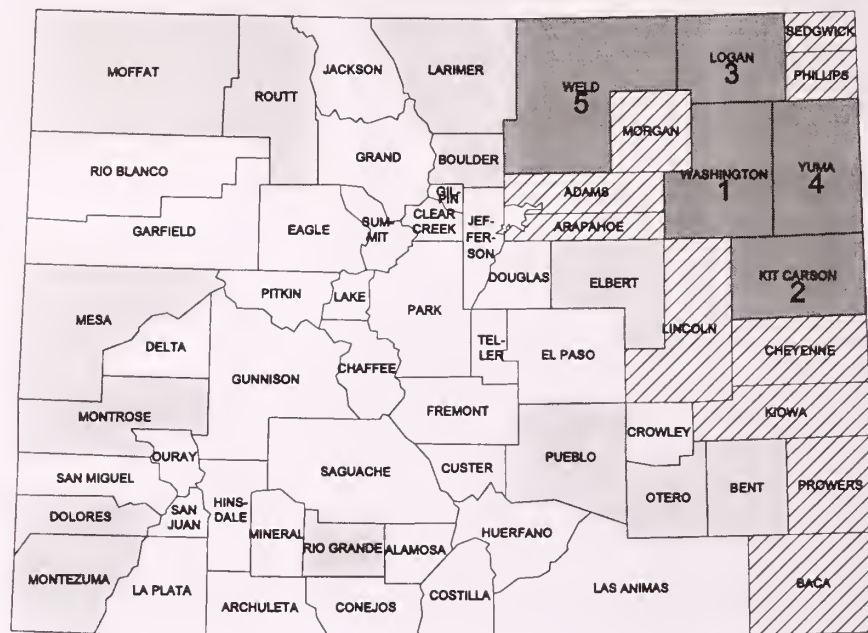 SEDGWICK
MOFFAT
ROUTT
JACKSON
LARIMER
WELD
5
LOGAN
3
PHILLIPS
MORGAN
RIO BLANCO
GRAND
BOULDER
WASHINGTON
1
YUMA
4
GIL-
PIN
ADAMS
GARFIELD
EAGLE
SUM-
MIT
CLEAR
CREEK
JEF-
FER-
SON
ARAPAHOE
DOUGLAS
ELBERT
KIT CARSON
2
PITKIN
LAKE
PARK
LINCOLN
MESA
DELTA
GUNNISON
CHAFFEE
TEL-
LER
EL PASO
CHEYENNE
MONTROSE
FREMONT
KIOWA
OURAY
CROWLEY
SAN MIGUEL
SAGUACHE
CUSTER
PUEBLO
OTERO
BENT
PROWERS
DOLORES
SAN
JUAN
HINS-
DALE
MINERAL
RIO GRANDE
ALAMOSA
HUERFANO
MONTEZUMA
LA PLATA
ARCHULETA
CONEJOS
COSTILLA
LAS ANIMAS
BACA